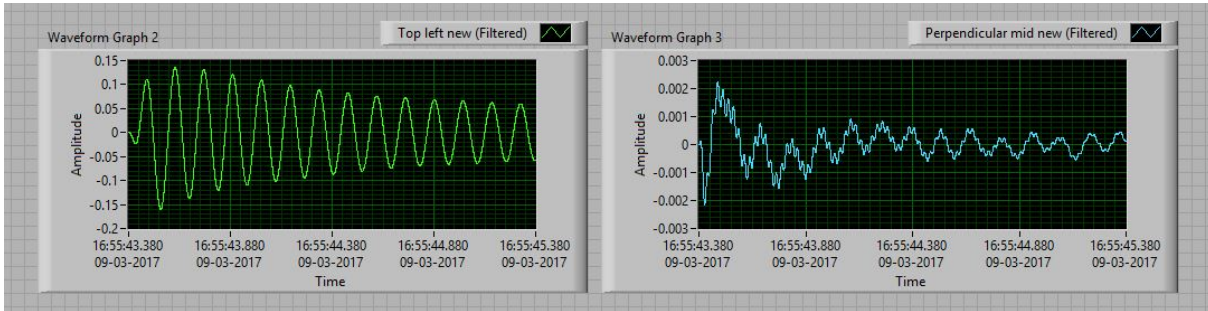 Waveform Graph 2
Top left new (Filtered)
0.15
0.1
0.05
0
-0.05
-0.1
-0.15
-0.2
Amplitude
16:55:43.380 16:55:43.880 16:55:44.380 16:55:44.880 16:55:45.380
09-03-2017 09-03-2017 09-03-2017 09-03-2017 09-03-2017
Time
Waveform Graph 3
Perpendicular mid new (Filtered)
0.003
0.002
0.001
0
-0.001
-0.002
-0.003
Amplitude
16:55:43.380 16:55:43.880 16:55:44.380 16:55:44.880 16:55:45.380
09-03-2017 09-03-2017 09-03-2017 09-03-2017 09-03-2017
Time